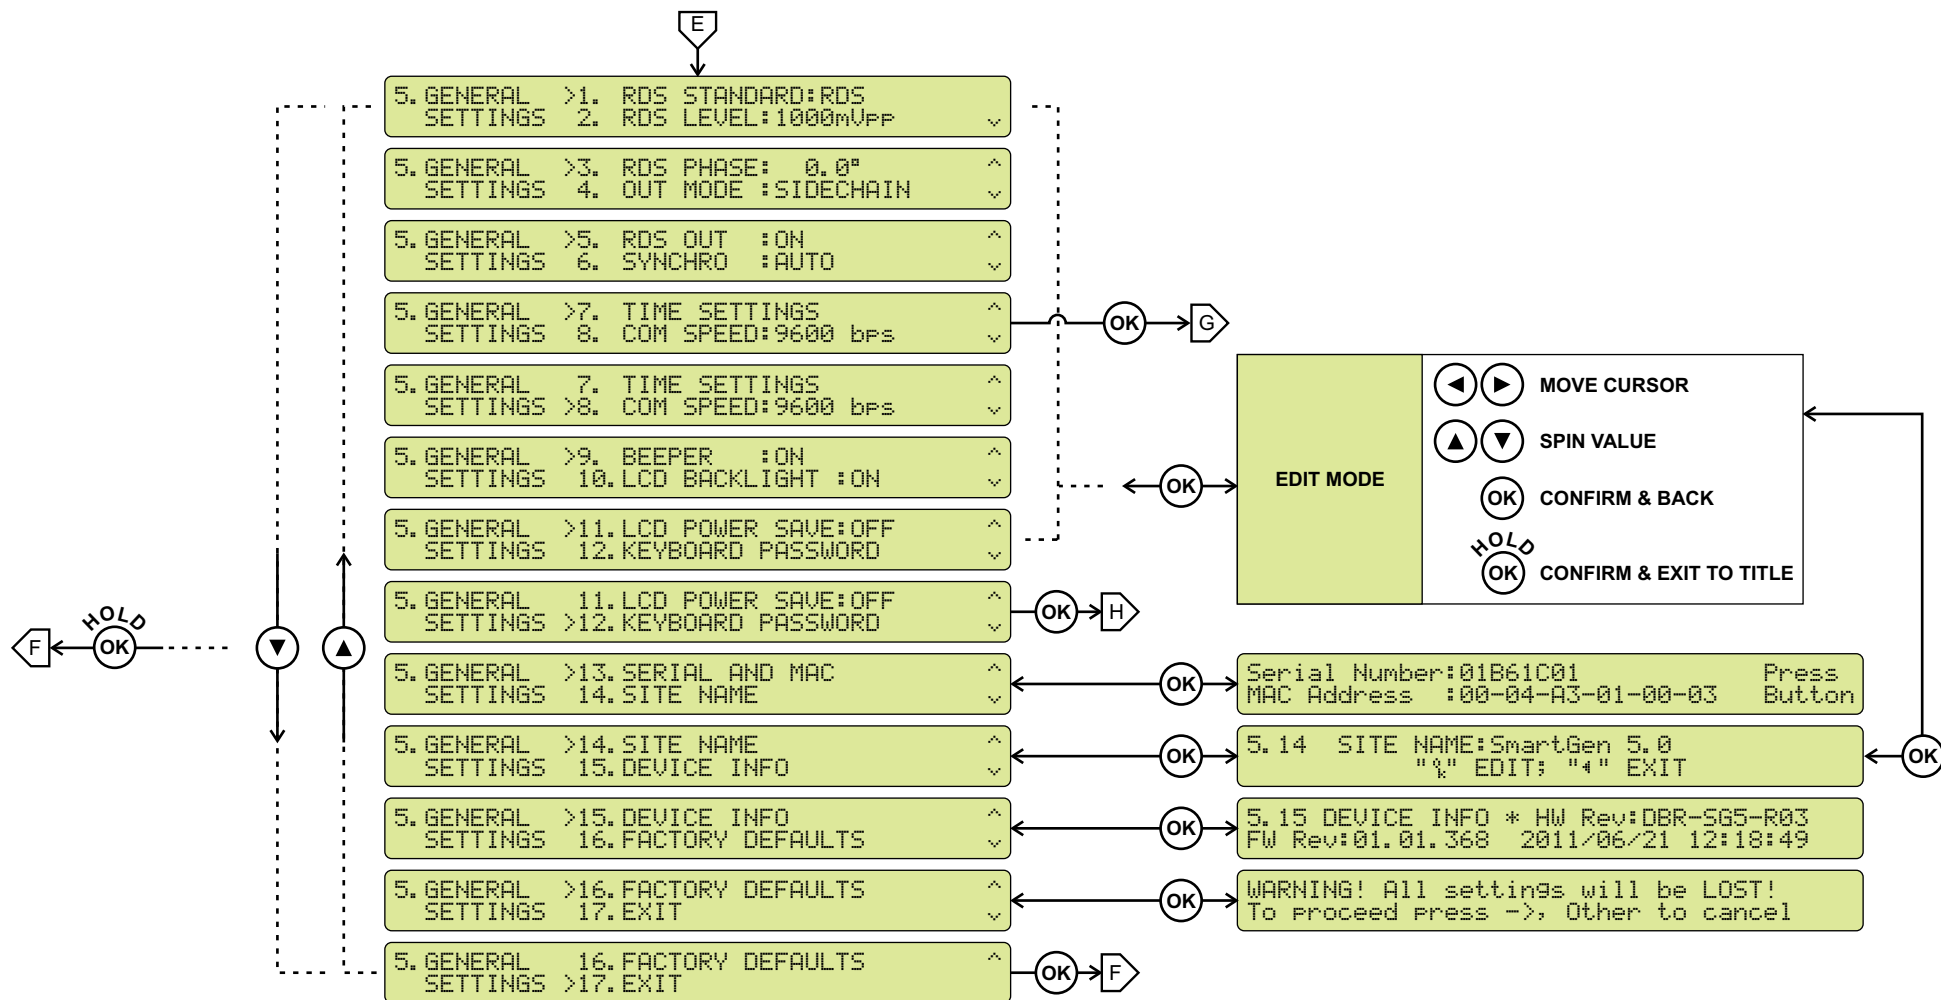 E
5. GENERAL >1. RDS STANDARD:RDS
SETTINGS 2. RDS LEVEL:1000mVpp
5. GENERAL >3. RDS PHASE: 0.0°
SETTINGS 4. OUT MODE :SIDECHAIN
5. GENERAL >5. RDS OUT :ON
SETTINGS 6. SYNCHRO :AUTO
5. GENERAL >7. TIME SETTINGS
SETTINGS 8. COM SPEED:9600 bps
OK
G
5. GENERAL 7. TIME SETTINGS
SETTINGS >8. COM SPEED:9600 bps
5. GENERAL >9. BEEPER :ON
SETTINGS 10.LCD BACKLIGHT :ON
5. GENERAL >11.LCD POWER SAVE:OFF
SETTINGS 12.KEYBOARD PASSWORD
OK
EDIT MODE
MOVE CURSOR
SPIN VALUE
OK CONFIRM & BACK
HOLD
OK CONFIRM & EXIT TO TITLE
5. GENERAL 11.LCD POWER SAVE:OFF
SETTINGS >12.KEYBOARD PASSWORD
OK
H
HOLD
F
OK
5. GENERAL >13.SERIAL AND MAC
SETTINGS 14.SITE NAME
OK
Serial Number:01B61C01 Press
MAC Address :00-04-A3-01-00-03 Button
5. GENERAL >14.SITE NAME
SETTINGS 15.DEVICE INFO
OK
5.14 SITE NAME:SmartGen 5.0
"" EDIT; "" EXIT
OK
5. GENERAL >15.DEVICE INFO
SETTINGS 16.FACTORY DEFAULTS
OK
5.15 DEVICE INFO * HW Rev:DBR-SG5-R03
FW Rev:01.01.368 2011/06/21 12:18:49
5. GENERAL >16.FACTORY DEFAULTS
SETTINGS 17.EXIT
OK
WARNING! All settings will be LOST!
To proceed press ->, Other to cancel
5. GENERAL 16.FACTORY DEFAULTS
SETTINGS >17.EXIT
OK
F